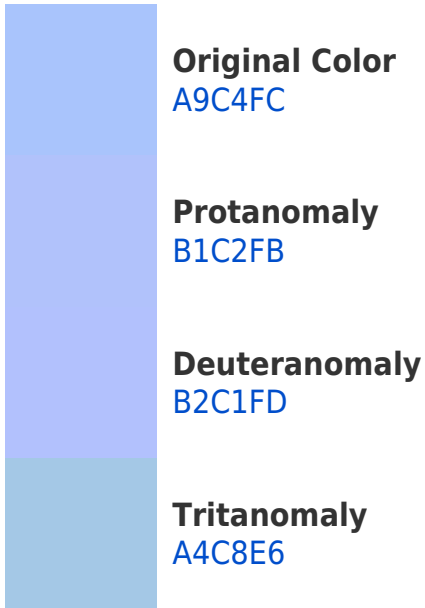 Original Color
A9C4FC
Protanomaly
B1C2FB
Deuteranomaly
B2C1FD
Tritanomaly
A4C8E6